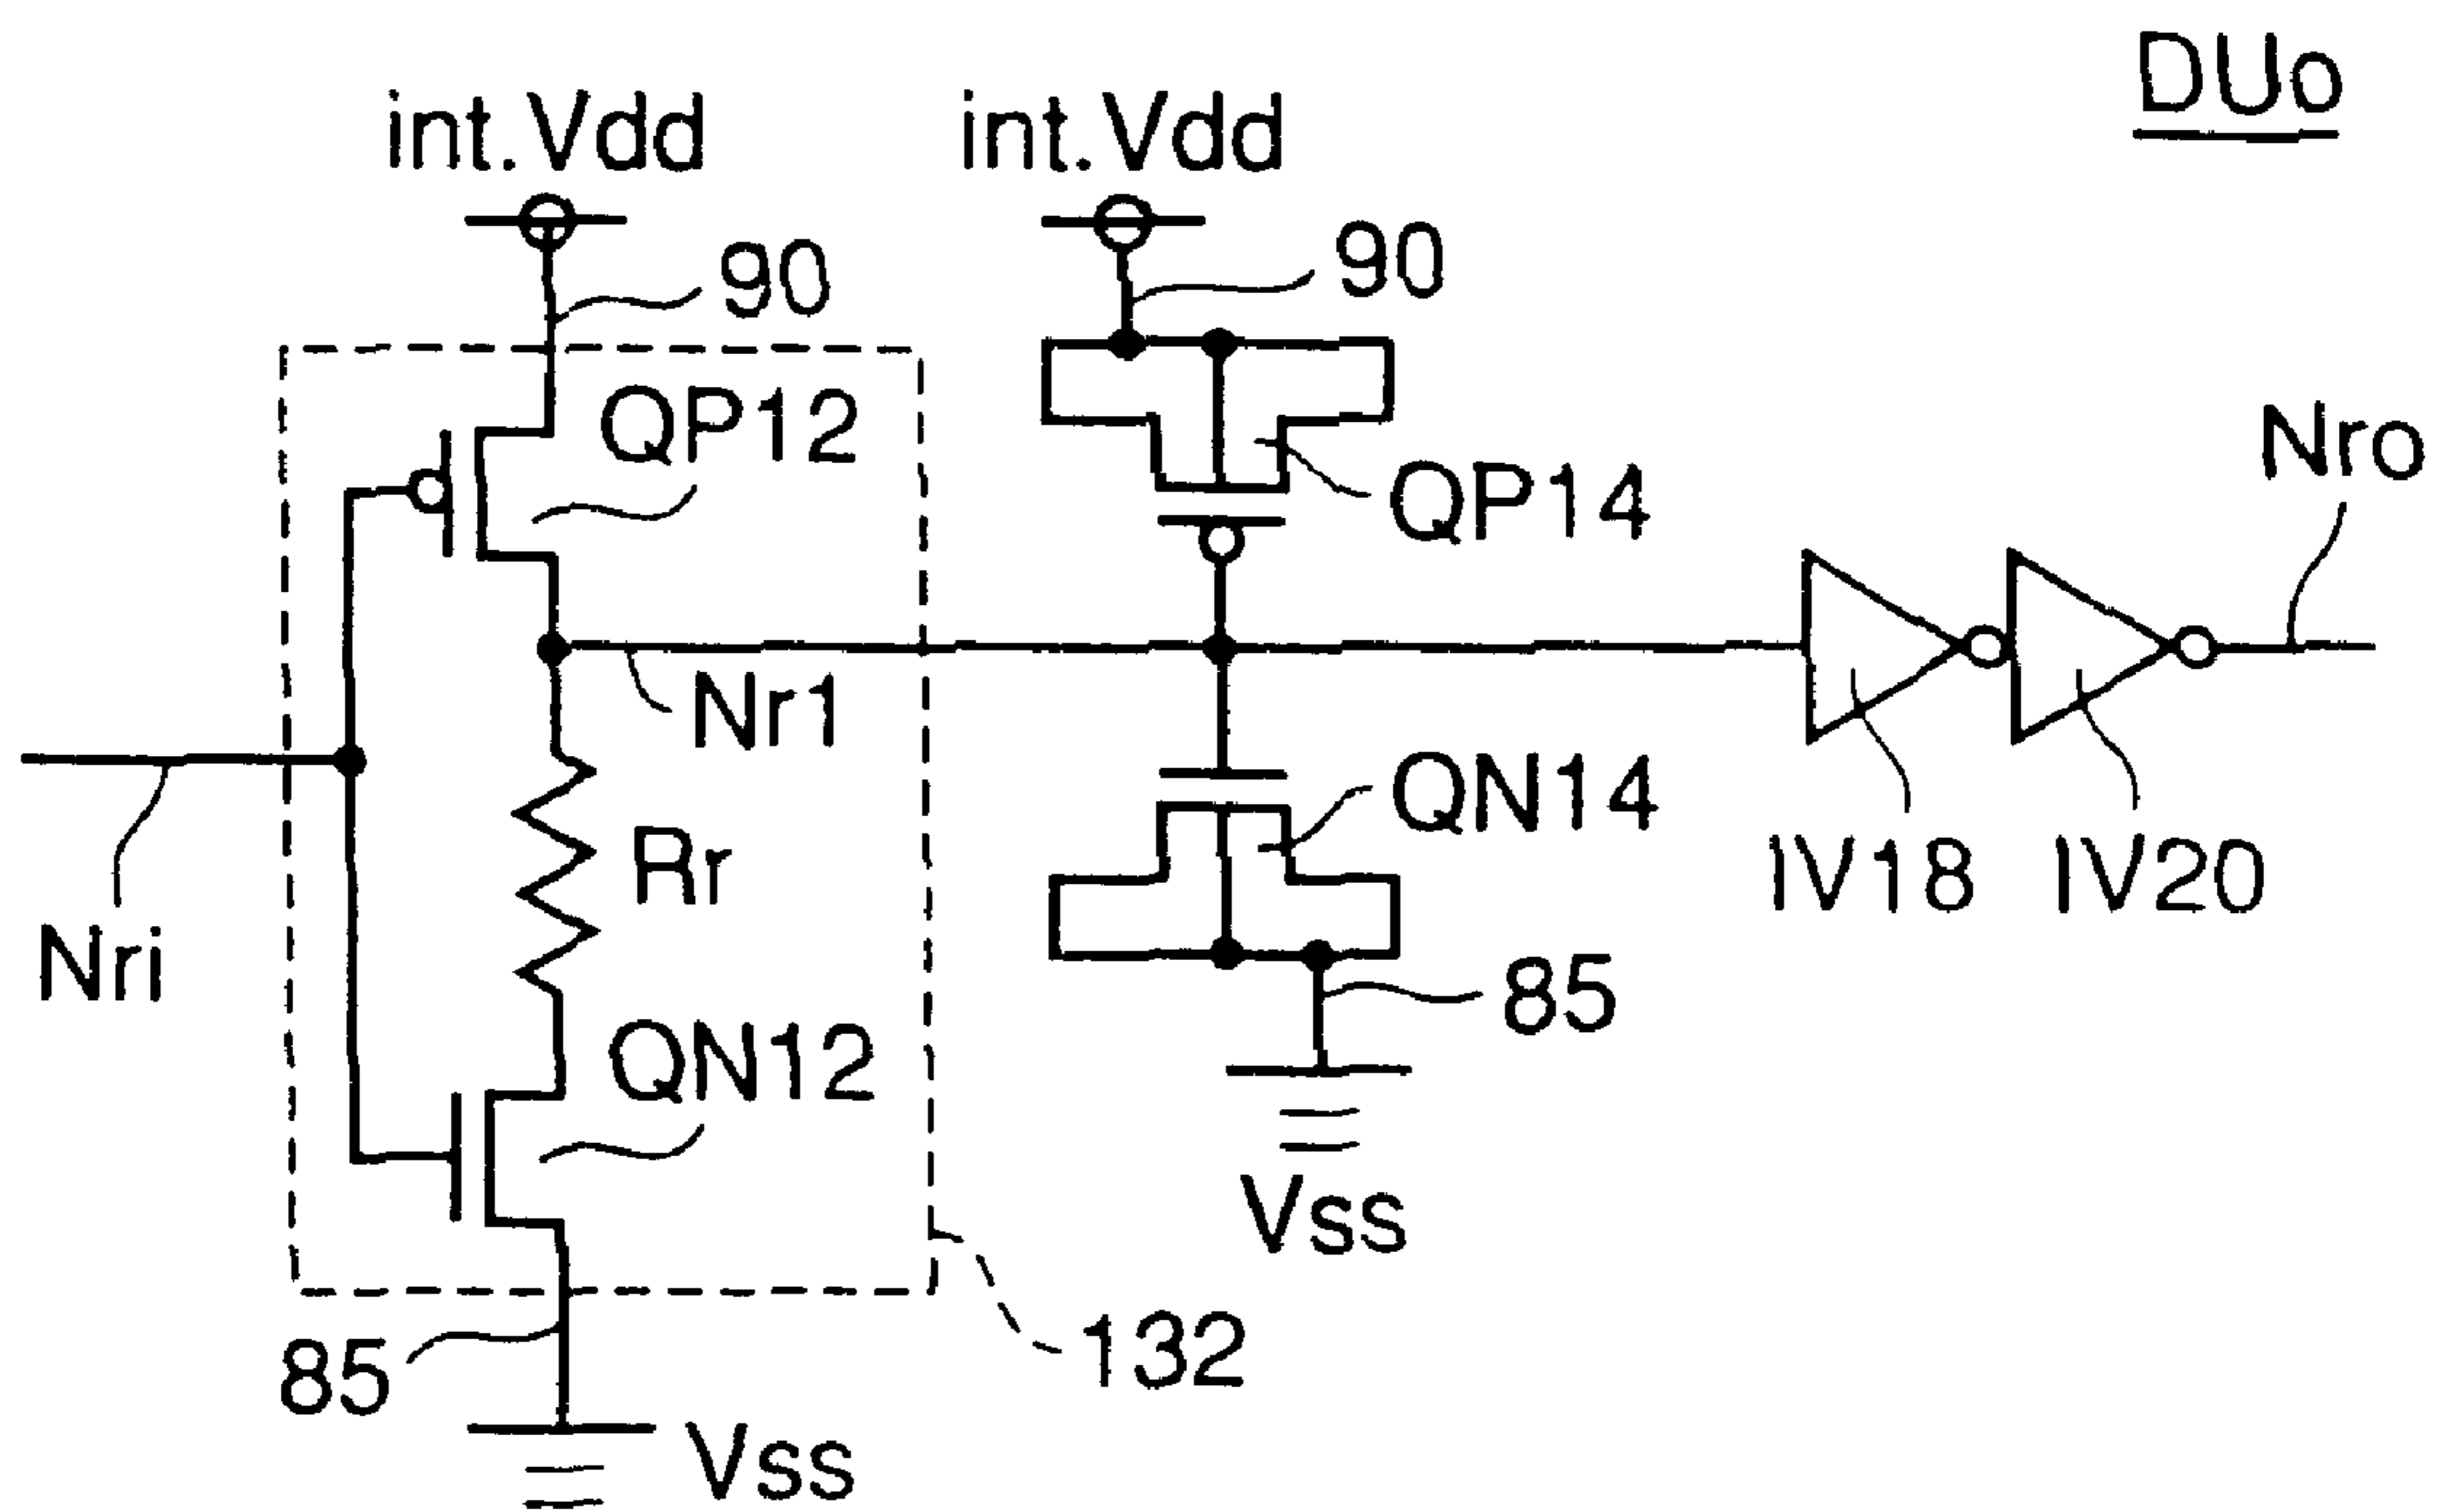 DUo
int.Vdd
int.Vdd
90
90
QP12
QP14
Nro
Nr1
QN14
Rr
IV18
IV20
Nri
85
QN12
Vss
132
85
Vss